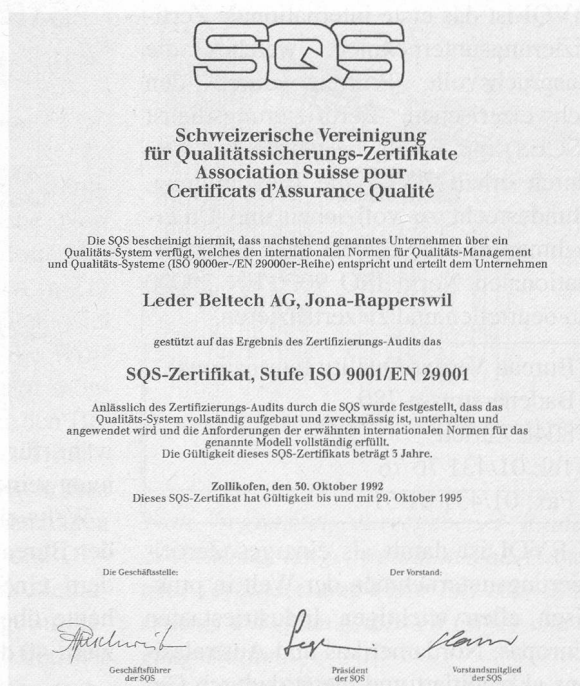 SQS
Schweizerische Vereinigung
für Qualitätssicherungs-Zertifikate
Association Suisse pour
Certificats d'Assurance Qualité
Die SQS bescheinigt hiermit, dass nachstehend genanntes Unternehmen über ein
Qualitäts-System verfügt, welches den internationalen Normen für Qualitäts-Management
und Qualitäts-Systeme (ISO 9000er-/EN 29000er-Reihe) entspricht und erteilt dem Unternehmen
Leder Beltech AG, Jona-Rapperswil
gestützt auf das Ergebnis des Zertifizierungs-Audits das
SQS-Zertifikat, Stufe ISO 9001/EN 29001
Anlässlich des Zertifizierungs-Audits durch die SQS wurde festgestellt, dass das
Qualitäts-System vollständig aufgebaut und zweckmässig ist, unterhalten und
angewendet wird und die Anforderungen der erwähnten internationalen Normen für das
genannte Modell vollständig erfüllt.
Die Gültigkeit dieses SQS-Zertifikats beträgt 3 Jahre.
Zollikofen, den 30. Oktober 1992
Dieses SQS-Zertifikat hat Gültigkeit bis und mit 29. Oktober 1995
Die Geschäftsstelle: Der Vorstand:
Geschäftsführer Präsident Vorstandsmitglied
der SQS der SQS der SQS